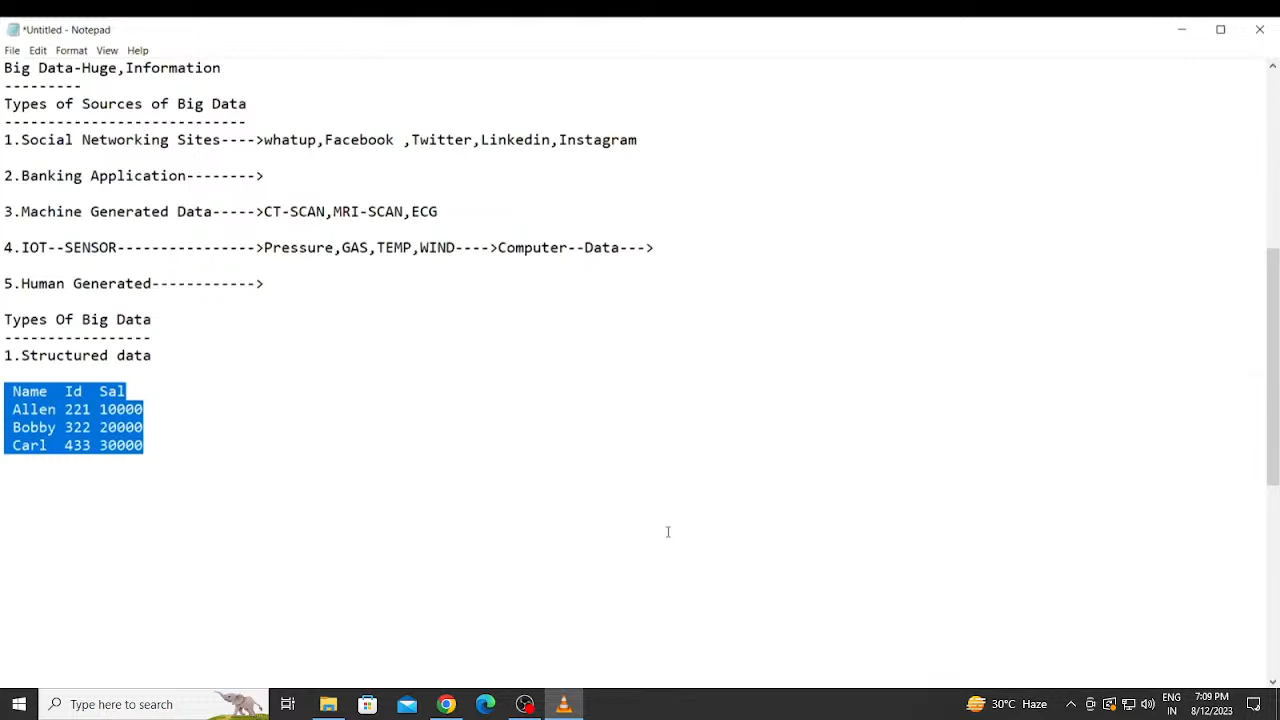 *Untitled - Notepad
File Edit Format View Help
Big Data-Huge,Information
---------
Types of Sources of Big Data
----------------------------
1.Social Networking Sites---->whatup,Facebook ,Twitter,Linkedin,Instagram
2.Banking Application-------->
3.Machine Generated Data----->CT-SCAN,MRI-SCAN,ECG
4.IOT--SENSOR---------------->Pressure,GAS,TEMP,WIND---->Computer--Data--->
5.Human Generated------------>
Types Of Big Data
-----------------
1.Structured data
Name Id Sal
Allen 221 10000
Bobby 322 20000
Carl 433 30000
Type here to search
30°C Haze
ENG
IN
7:09 PM
8/12/2023